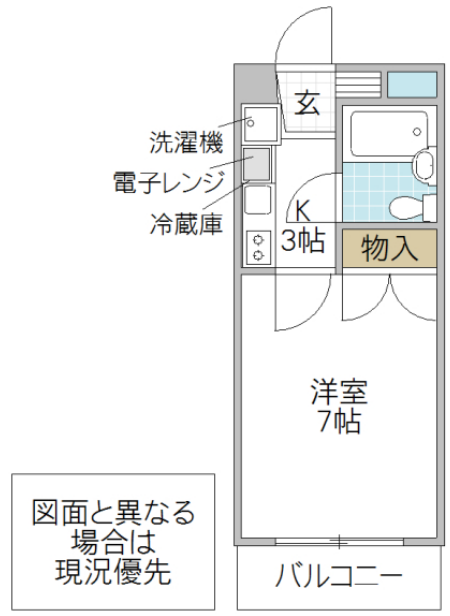 玄
洗濯機
電子レンジ
冷蔵庫
K
3帖
物入
洋室
7帖
図面と異なる
場合は
現況優先
バルコニー